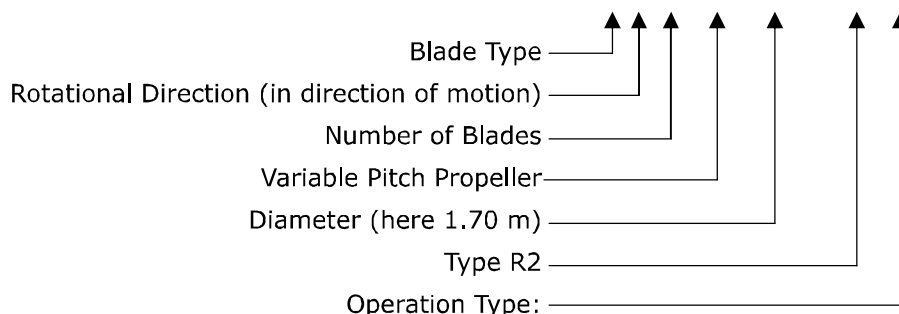 Blade Type
Rotational Direction (in direction of motion)
Number of Blades
Variable Pitch Propeller
Diameter (here 1.70 m)
Type R2
Operation Type: